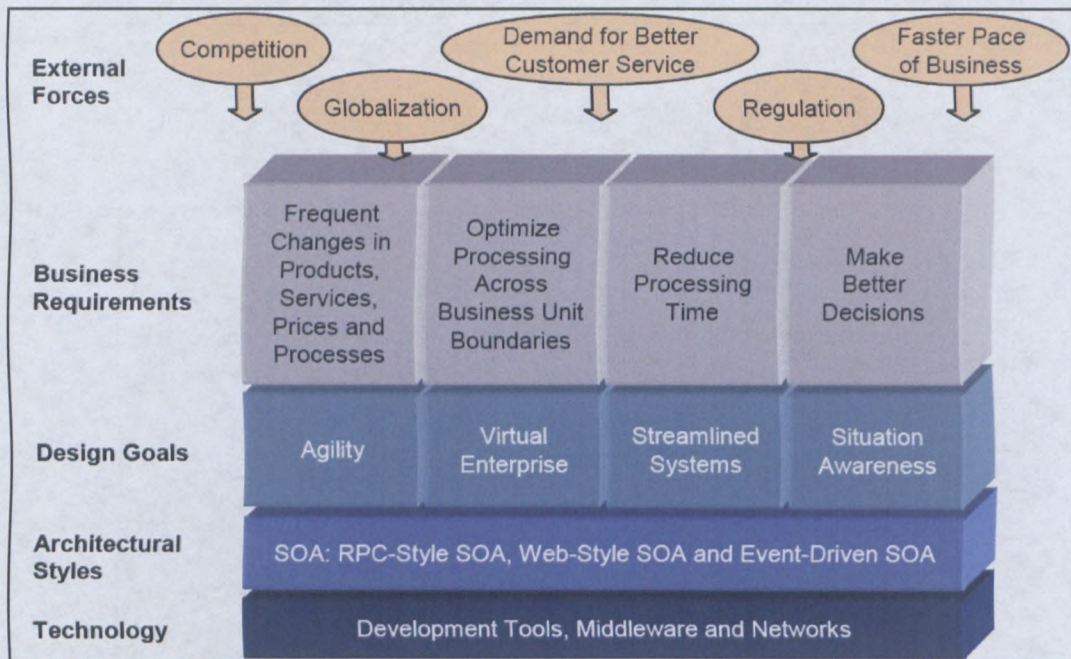 External
Forces
Competition
Globalization
Demand for Better
Customer Service
Regulation
Faster Pace
of Business
Business
Requirements
Frequent
Changes in
Products,
Services,
Prices and
Processes
Optimize
Processing
Across
Business Unit
Boundaries
Reduce
Processing
Time
Make
Better
Decisions
Design Goals
Agility
Virtual
Enterprise
Streamlined
Systems
Situation
Awareness
Architectural
Styles
SOA: RPC-Style SOA, Web-Style SOA and Event-Driven SOA
Technology
Development Tools, Middleware and Networks